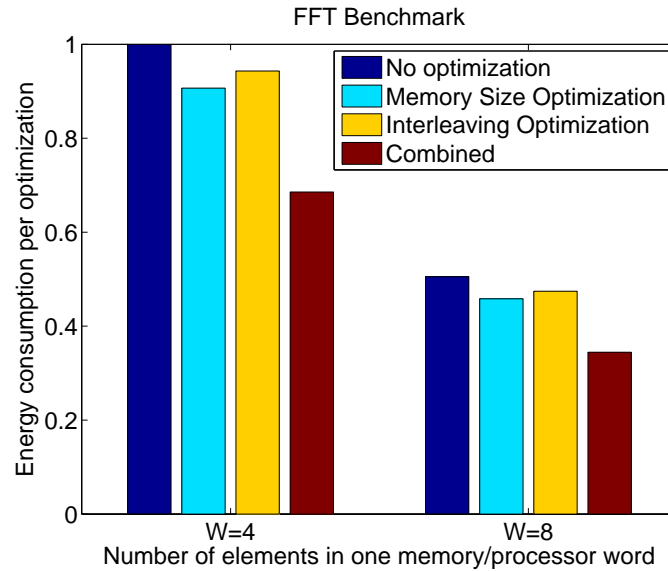 FFT Benchmark
Energy consumption per optimization
1
0.8
0.6
0.4
0.2
0
No optimization
Memory Size Optimization
Interleaving Optimization
Combined
W=4
W=8
Number of elements in one memory/processor word